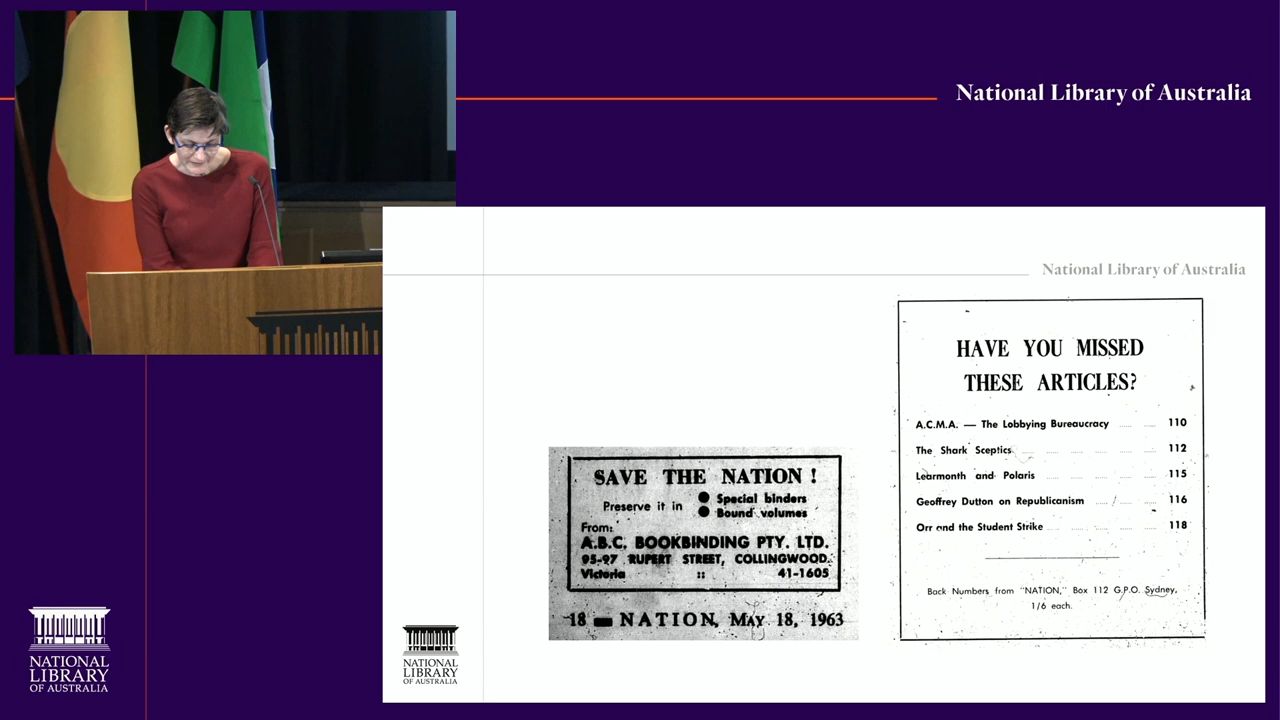 National Library of Australia
National Library of Australia
SAVE THE NATION !
Preserve it in
● Special binders
● Bound volumes
From:
A.B.C. BOOKBINDING PTY. LTD.
95-97 RUPERT STREET, COLLINGWOOD.
Victoria :: 41-1605
18 NATION, MAY 18, 1963
HAVE YOU MISSED
THESE ARTICLES?
A.C.M.A. — The Lobbying Bureaucracy ...... ...... 110
The Shark Sceptics ...... ...... ...... ...... ...... 112
Learmonth and Polaris ...... ...... ...... ...... 115
Geoffrey Dutton on Republicanism ...... ...... 116
Orr and the Student Strike ...... ...... ...... ...... 118
Back Numbers from "NATION," Box 112 G.P.O. Sydney,
1/6 each.
NATIONAL
LIBRARY
OF AUSTRALIA
NATIONAL
LIBRARY
OF AUSTRALIA